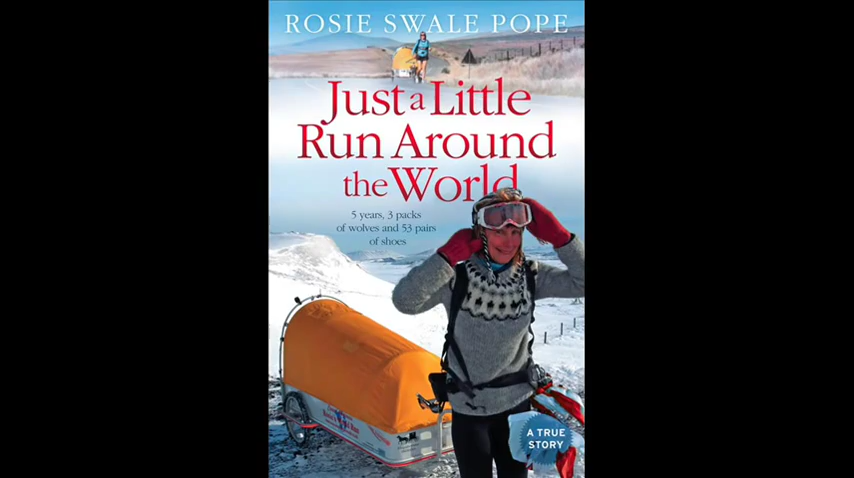 ROSIE SWALE POPE
Just a Little
Run Around
the World
5 years, 3 packs
of wolves and 53 pairs
of shoes
A TRUE
STORY